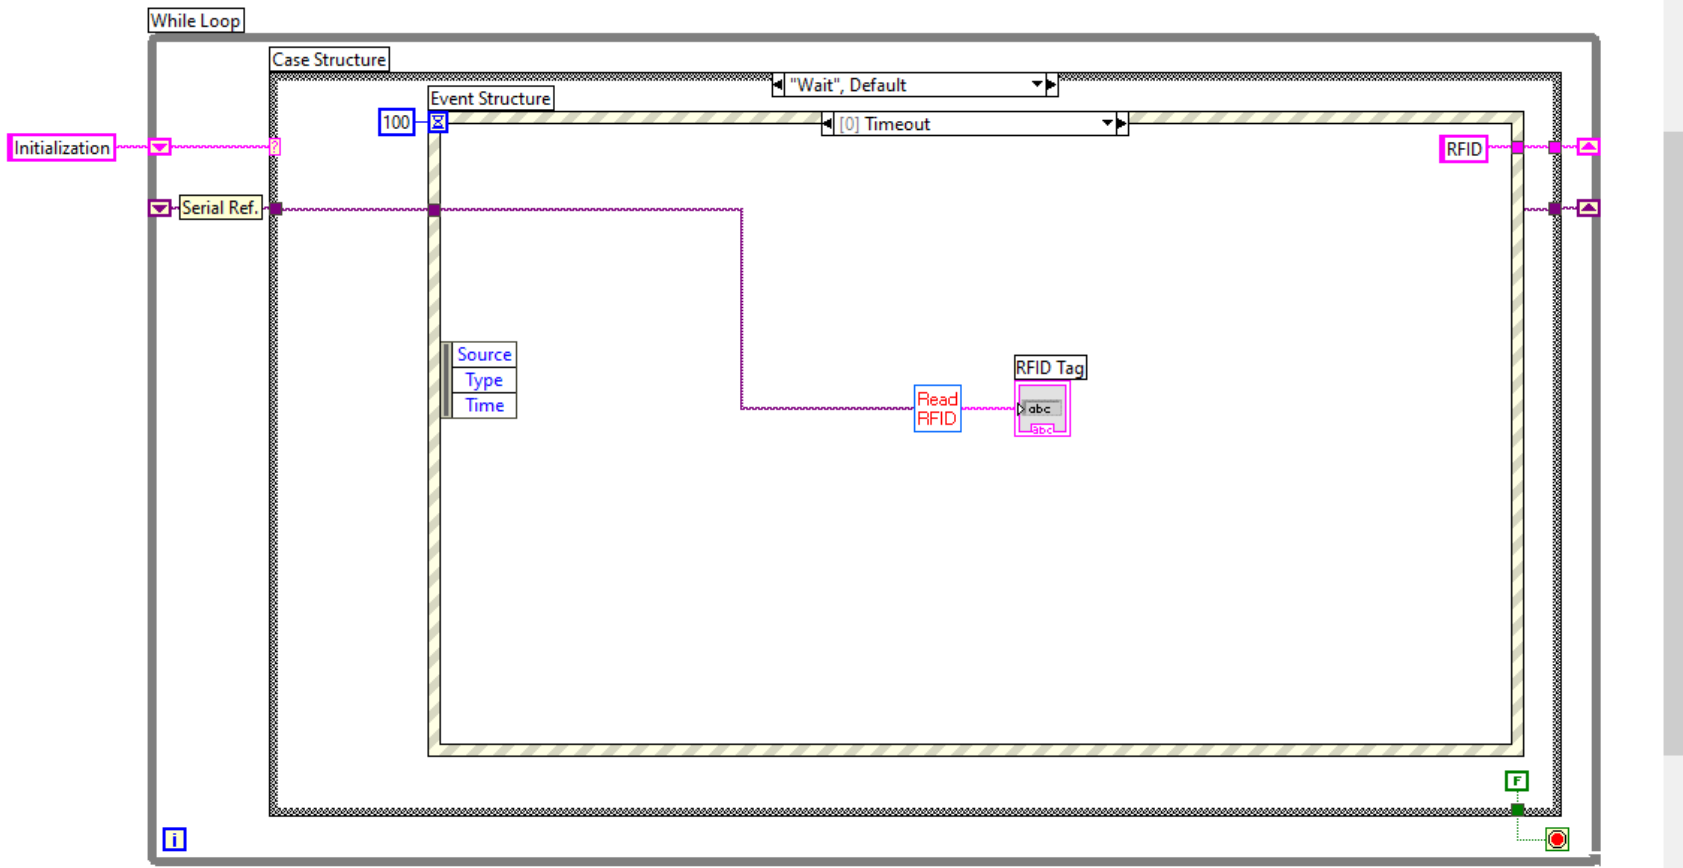 While Loop
Case Structure
"Wait", Default
Event Structure
100
[0] Timeout
Initialization
?
RFID
Serial Ref.
Source
Type
Time
RFID Tag
Read
RFID
abc
abc
F
i